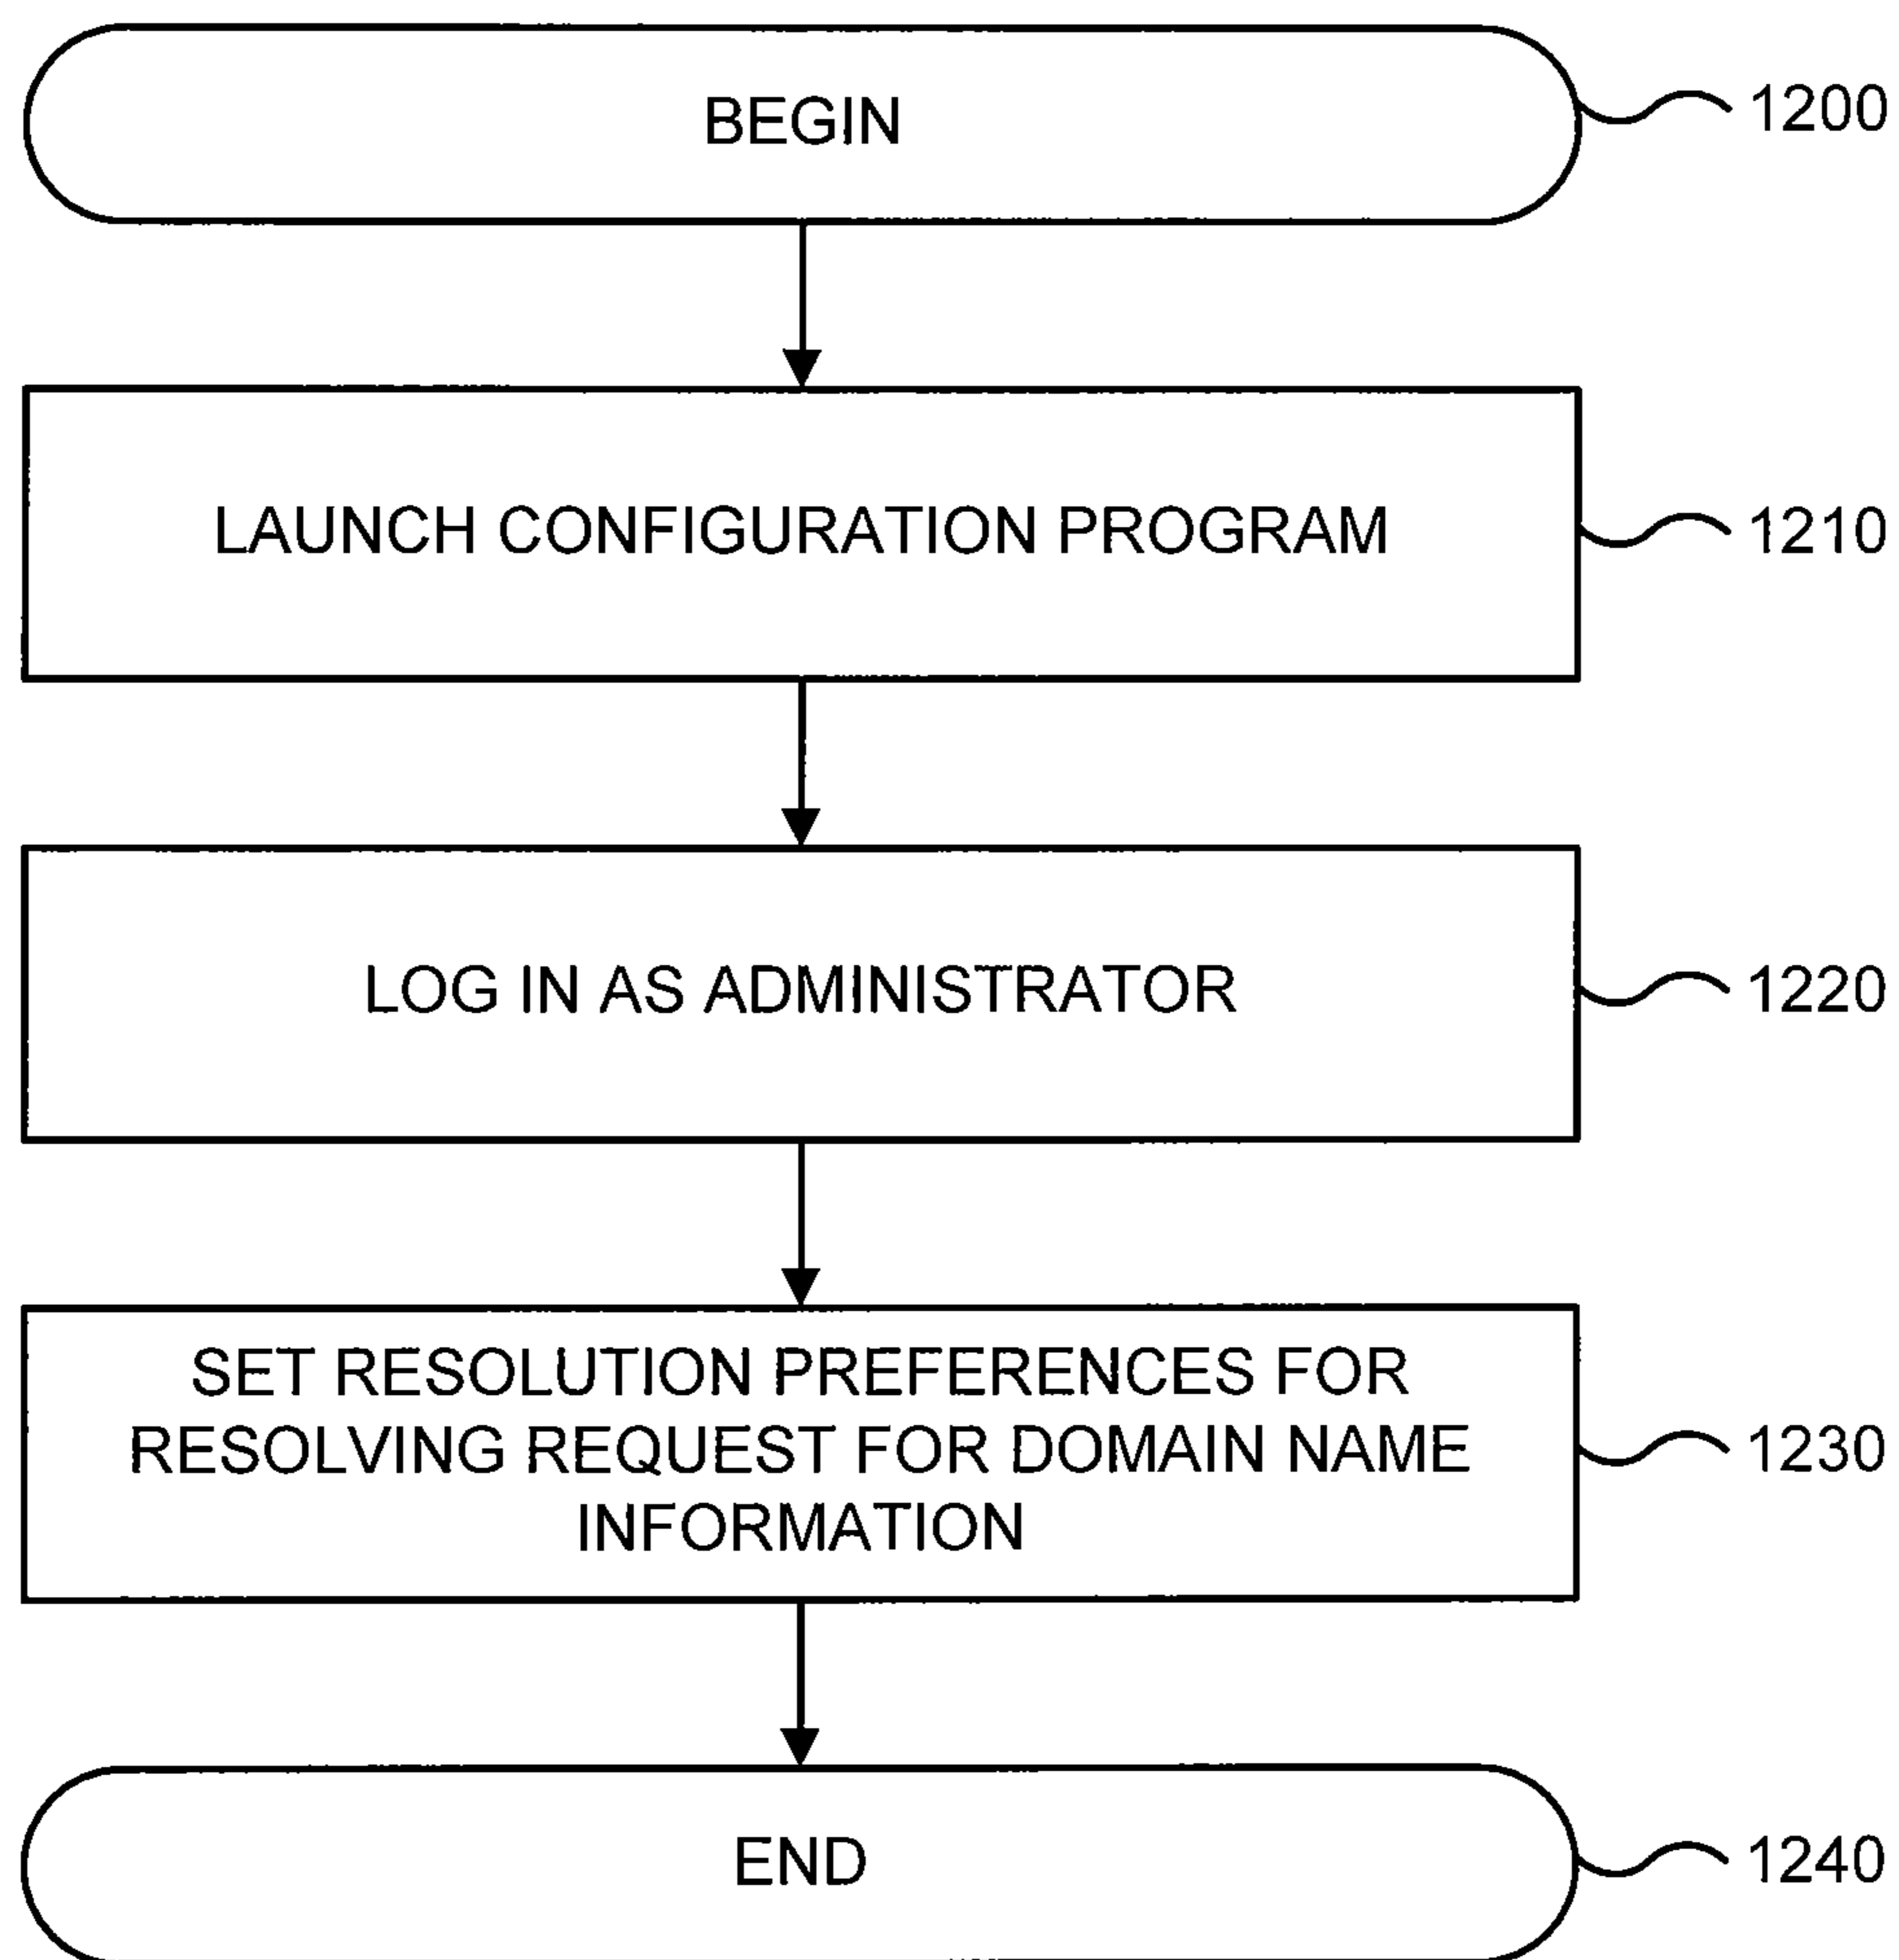 BEGIN
1200
LAUNCH CONFIGURATION PROGRAM
1210
LOG IN AS ADMINISTRATOR
1220
SET RESOLUTION PREFERENCES FOR
RESOLVING REQUEST FOR DOMAIN NAME
INFORMATION
1230
END
1240